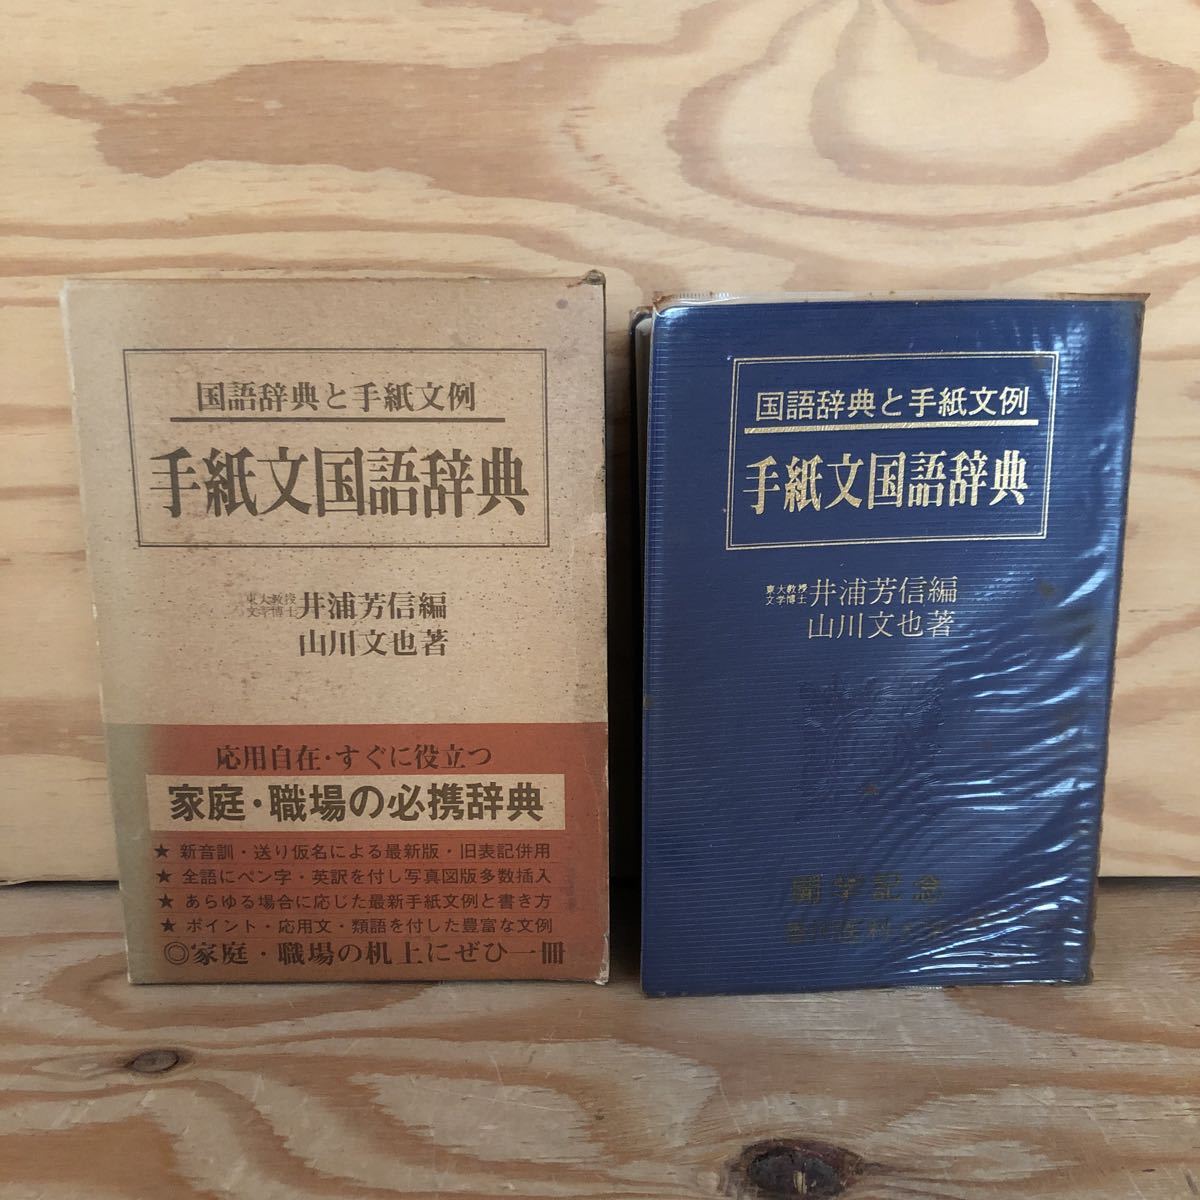 国語辞典と手紙文例
手紙文国語辞典
東大教授
文学博士
井浦芳信編
山川文也著
応用自在・すぐに役立つ
家庭・職場の必携辞典
★ 新音訓・送り仮名による最新版・旧表記併用
★ 全語にペン字・英訳を付し写真図版多数挿入
★ あらゆる場合に応じた最新手紙文例と書き方
★ ポイント・応用文・類語を付した豊富な文例
◎家庭・職場の机上にぜひ一冊
国語辞典と手紙文例
手紙文国語辞典
東大教授
文学博士
井浦芳信編
山川文也著
開学記念